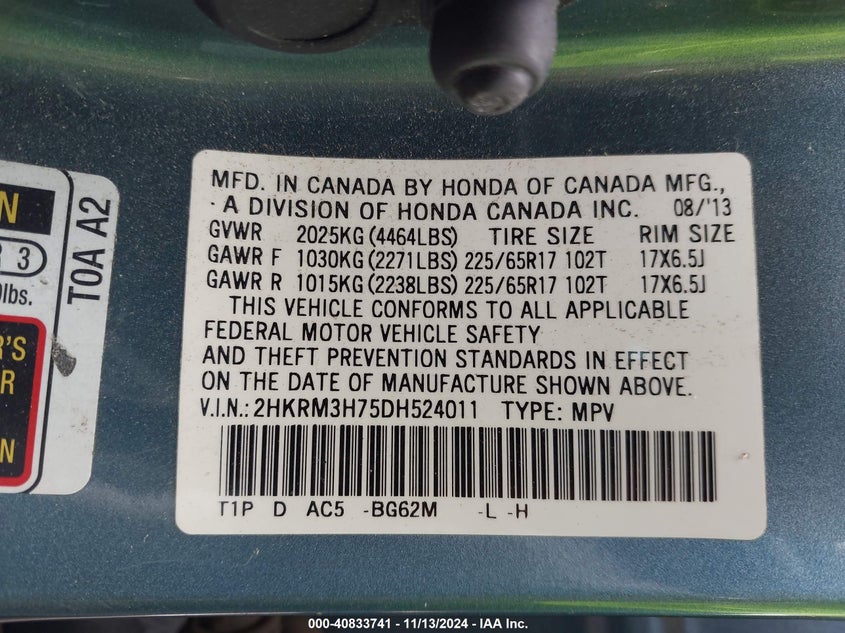 MFD. IN CANADA BY HONDA OF CANADA MFG.,
A DIVISION OF HONDA CANADA INC. 08/'13
GVWR 2025KG (4464LBS) TIRE SIZE RIM SIZE
GAWR F 1030KG (2271LBS) 225/65R17 102T 17X6.5J
GAWR R 1015KG (2238LBS) 225/65R17 102T 17X6.5J
THIS VEHICLE CONFORMS TO ALL APPLICABLE
FEDERAL MOTOR VEHICLE SAFETY
AND THEFT PREVENTION STANDARDS IN EFFECT
ON THE DATE OF MANUFACTURE SHOWN ABOVE.
V.I.N.: 2HKRM3H75DH524011 TYPE: MPV
T1P D AC5 -BG62M -L -H
TOA A2
N
3
lbs.
R'S
R
N
000-40833741 - 11/13/2024 - IAA Inc.